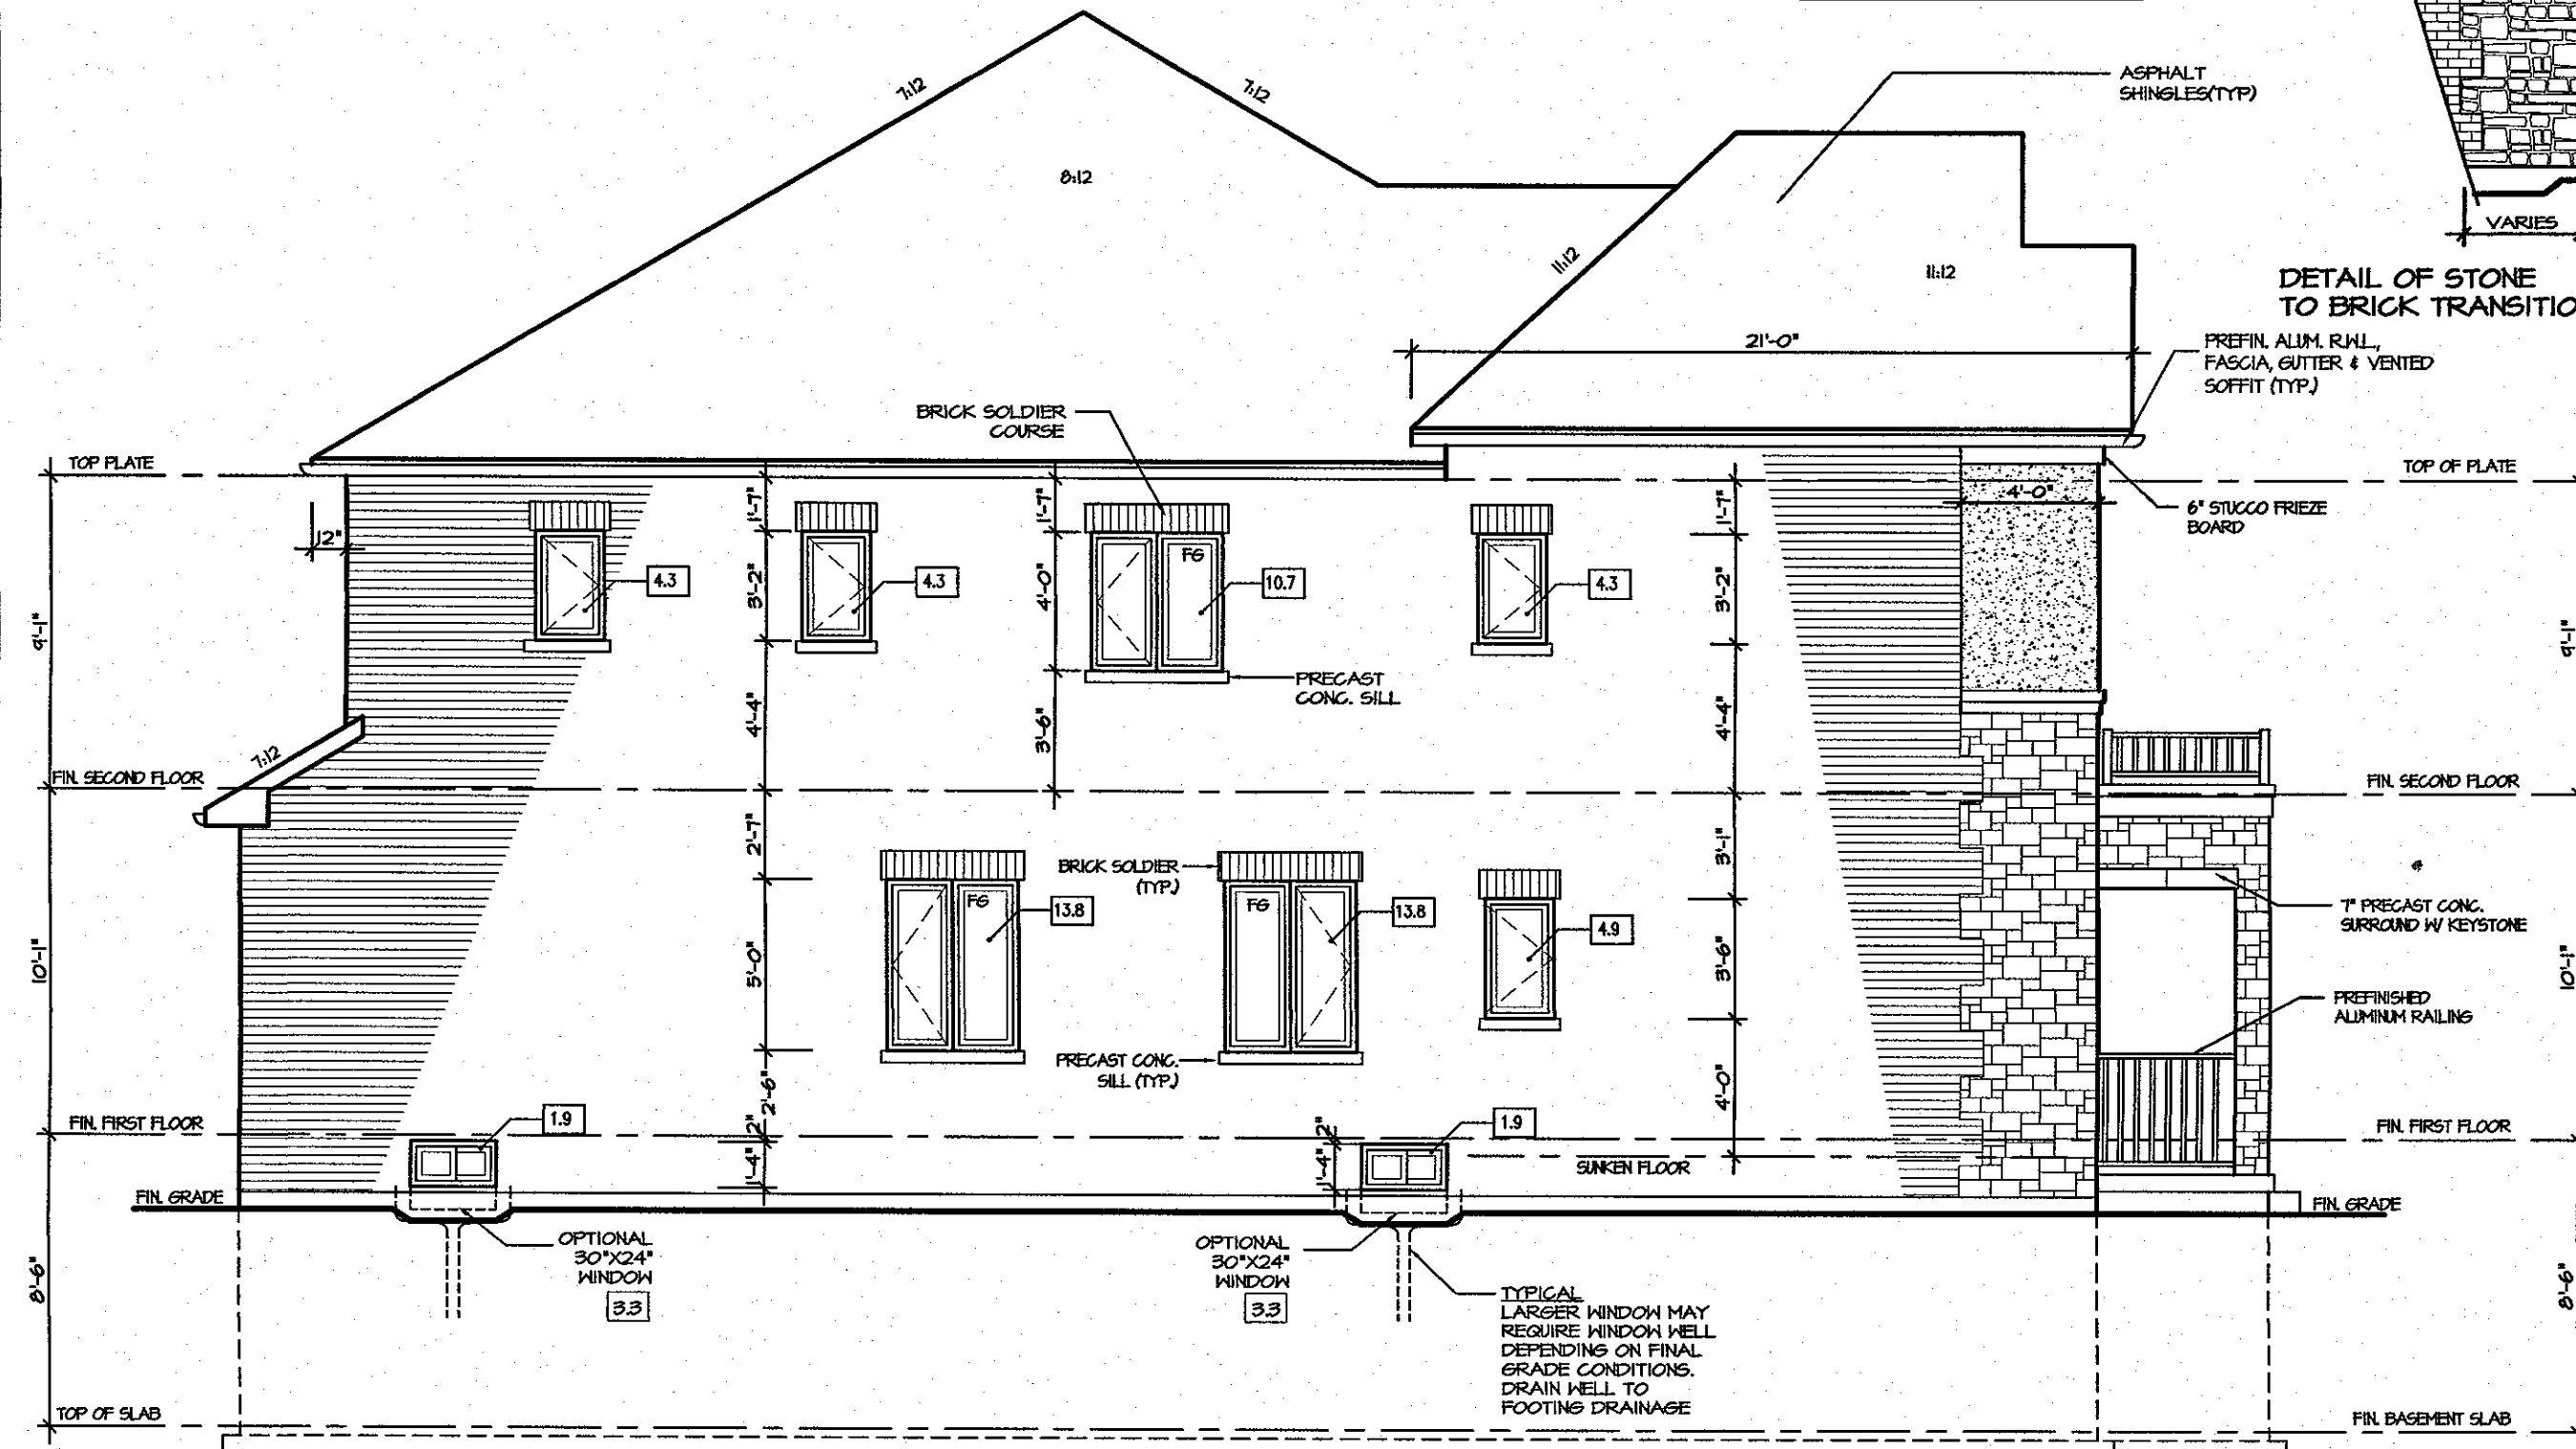 7:12
7:12
8:12
ASPHALT
SHINGLES(TYP)
11:12
11:12
21'-0"
VARIES
DETAIL OF STONE
TO BRICK TRANSITIO
PREFIN. ALUM. R.W.L.,
FASCIA, GUTTER & VENTED
SOFFIT (TYP.)
BRICK SOLDIER
COURSE
TOP PLATE
TOP OF PLATE
6" STUCCO FRIEZE
BOARD
4'-0"
12"
1'-7"
1'-7"
1'-7"
FG
4.3
4.3
10.7
4.3
3'-2"
4'-0"
3'-2"
9'-1"
9'-1"
PRECAST
CONC. SILL
4'-4"
3'-6"
4'-4"
7:12
FIN. SECOND FLOOR
FIN. SECOND FLOOR
2'-7"
3'-1"
BRICK SOLDIER
(TYP.)
FG
FG
13.8
13.8
4.9
7" PRECAST CONC.
SURROUND W/ KEYSTONE
10'-1"
5'-0"
3'-6"
10'-1"
PREFINISHED
ALUMINUM RAILING
PRECAST CONC.
SILL (TYP.)
2'-6"
4'-0"
FIN. FIRST FLOOR
1.9
2"
2"
1.9
FIN. FIRST FLOOR
1'-4"
1'-4"
SUNKEN FLOOR
FIN. GRADE
FIN. GRADE
OPTIONAL
30"X24"
WINDOW
3.3
OPTIONAL
30"X24"
WINDOW
3.3
8'-6"
8'-6"
TYPICAL
LARGER WINDOW MAY
REQUIRE WINDOW WELL
DEPENDING ON FINAL
GRADE CONDITIONS.
DRAIN WELL TO
FOOTING DRAINAGE
TOP OF SLAB
FIN. BASEMENT SLAB